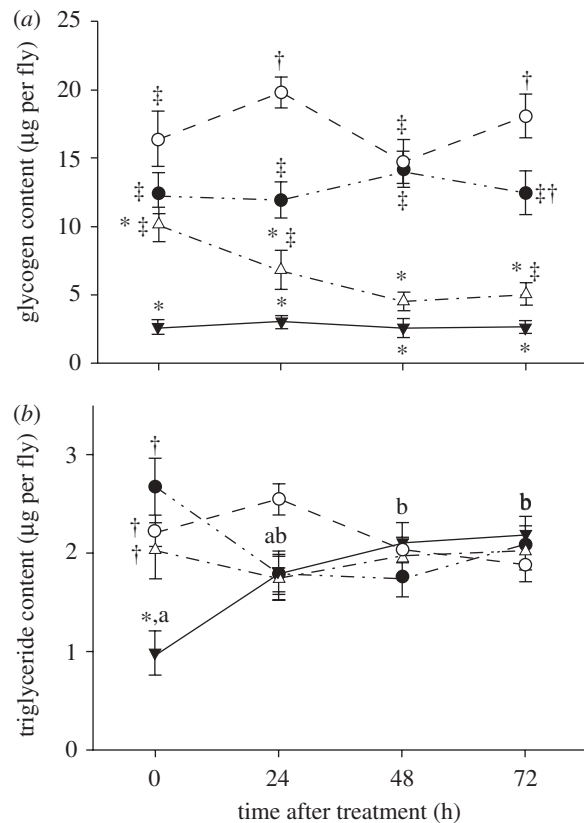 (a)
25
†
†
20
‡
‡
15
‡
‡
‡
‡†
* ‡
10
* ‡
*
* ‡
5
*
*
*
*
0
glycogen content (µg per fly)
(b)
†
3
b
b
†
ab
2
†
*,a
1
0
triglyceride content (µg per fly)
0 24 48 72
time after treatment (h)